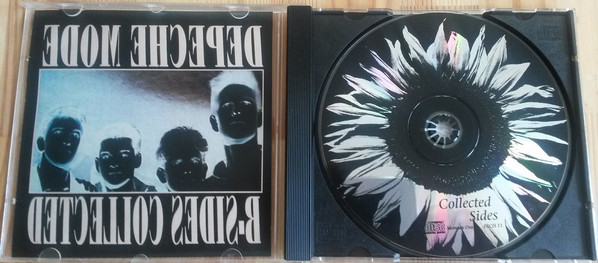 DEPECHE MODE
B-SIDES COLLECTED
Collected
Sides